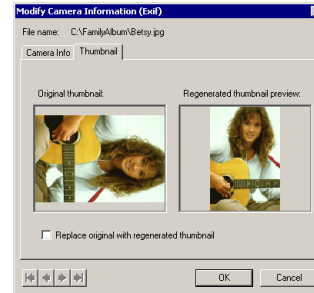 Modify Camera Information (Exif)
File name: C:\FamilyAlbum\Betsy.jpg
Camera Info Thumbnail
Original thumbnail: Regenerated thumbnail preview:
Replace original with regenerated thumbnail
OK Cancel